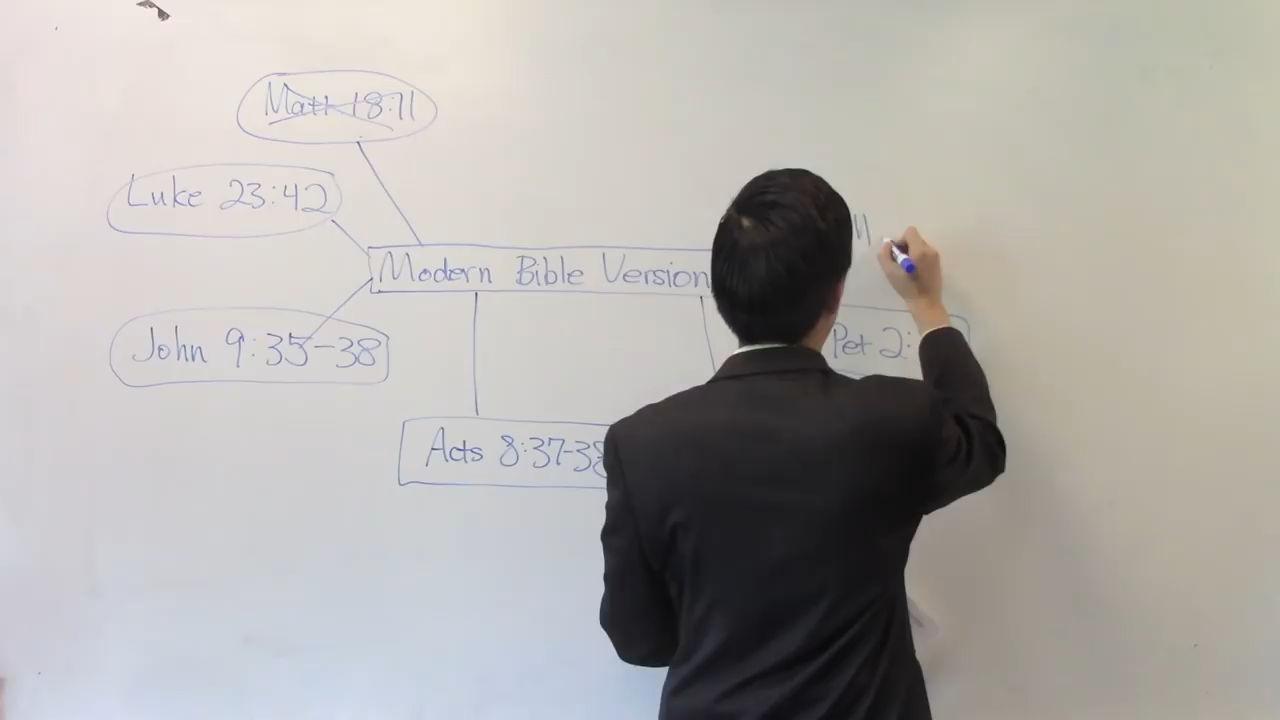 Matt 18:11
Luke 23:42
Modern Bible Version
John 9:35-38
Pet 2:
Acts 8:37-38